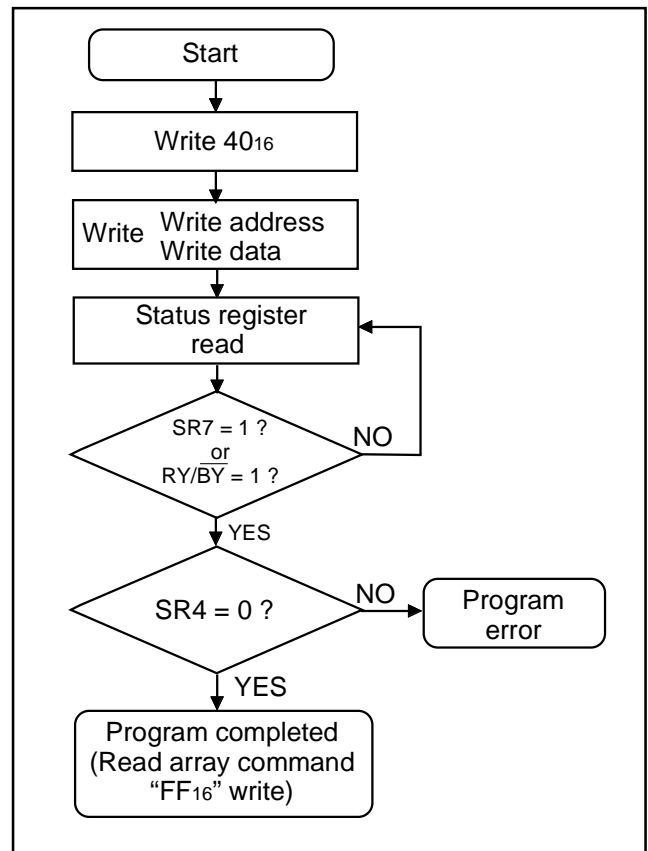 Start
Write 40₁₆
Write Write address
Write data
Status register
read
SR7 = 1 ?
or
RY/B̅Y̅ = 1 ?
NO
YES
SR4 = 0 ?
NO
Program
error
YES
Program completed
(Read array command
“FF₁₆” write)